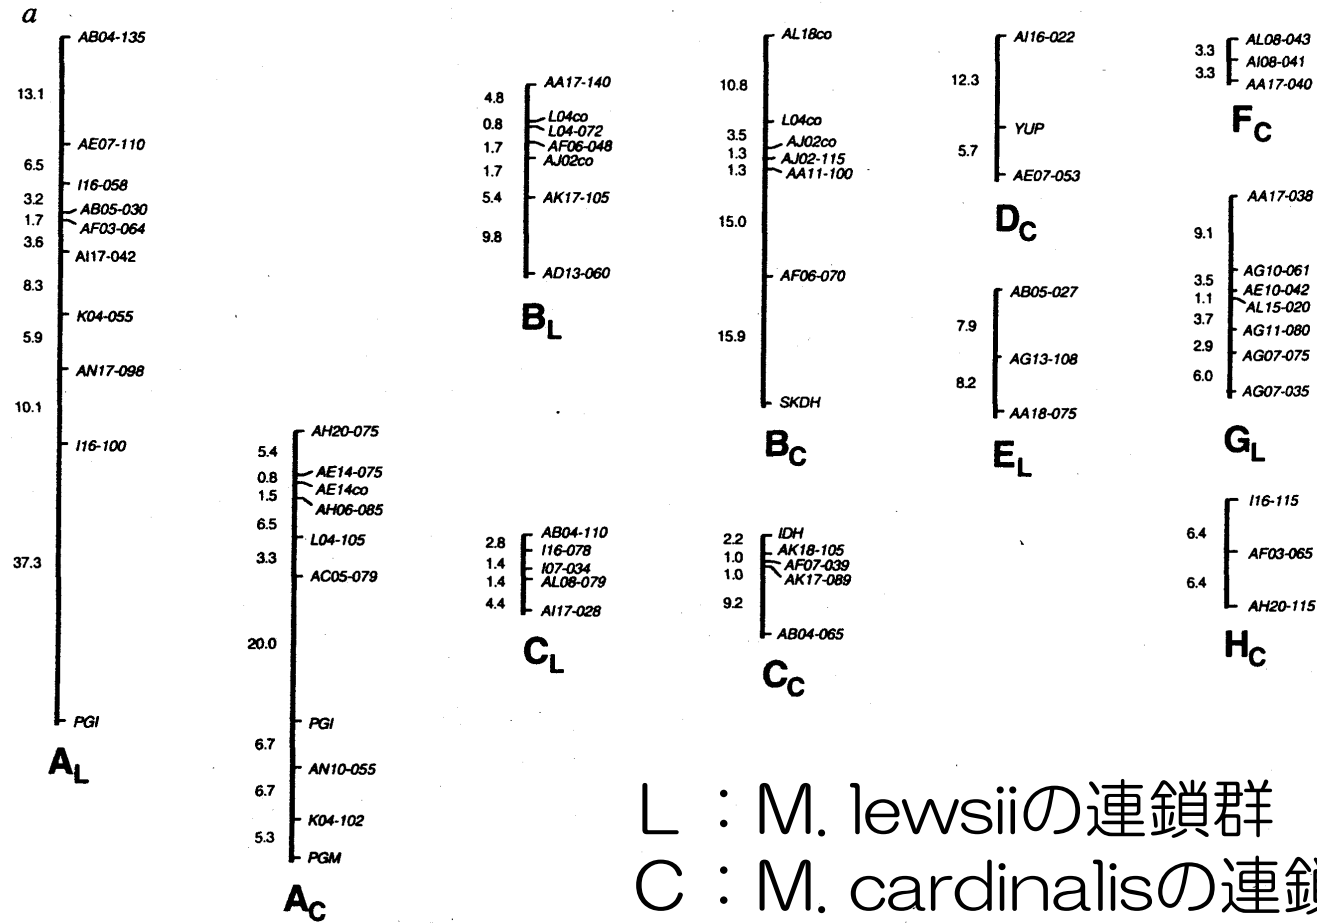 a
AB04-135
13.1
AE07-110
6.5
I16-058
3.2
AB05-030
1.7
AF03-064
3.6
AI17-042
8.3
K04-055
5.9
AN17-098
10.1
I16-100
37.3
PGI
AL
AH20-075
5.4
AE14-075
0.8
AE14co
1.5
AH06-085
6.5
L04-105
3.3
AC05-079
20.0
PGI
6.7
AN10-055
6.7
K04-102
5.3
PGM
AC
AA17-140
4.8
L04co
0.8
L04-072
1.7
AF06-048
AJ02co
1.7
5.4
AK17-105
9.8
AD13-060
BL
AB04-110
2.8
I16-078
1.4
I07-034
1.4
AL08-079
4.4
AI17-028
CL
AL18co
10.8
L04co
3.5
AJ02co
1.3
AJ02-115
1.3
AA11-100
15.0
AF06-070
15.9
SKDH
BC
IDH
2.2
AK18-105
1.0
AF07-039
1.0
AK17-089
9.2
AB04-065
CC
AI16-022
12.3
YUP
5.7
AE07-053
DC
AB05-027
7.9
AG13-108
8.2
AA18-075
EL
AL08-043
3.3
AI08-041
3.3
AA17-040
FC
AA17-038
9.1
AG10-061
3.5
AE10-042
1.1
AL15-020
3.7
AG11-080
2.9
AG07-075
6.0
AG07-035
GL
I16-115
6.4
AF03-065
6.4
AH20-115
HC
L：M. lewsiiの連鎖群
C：M. cardinalisの連鎖